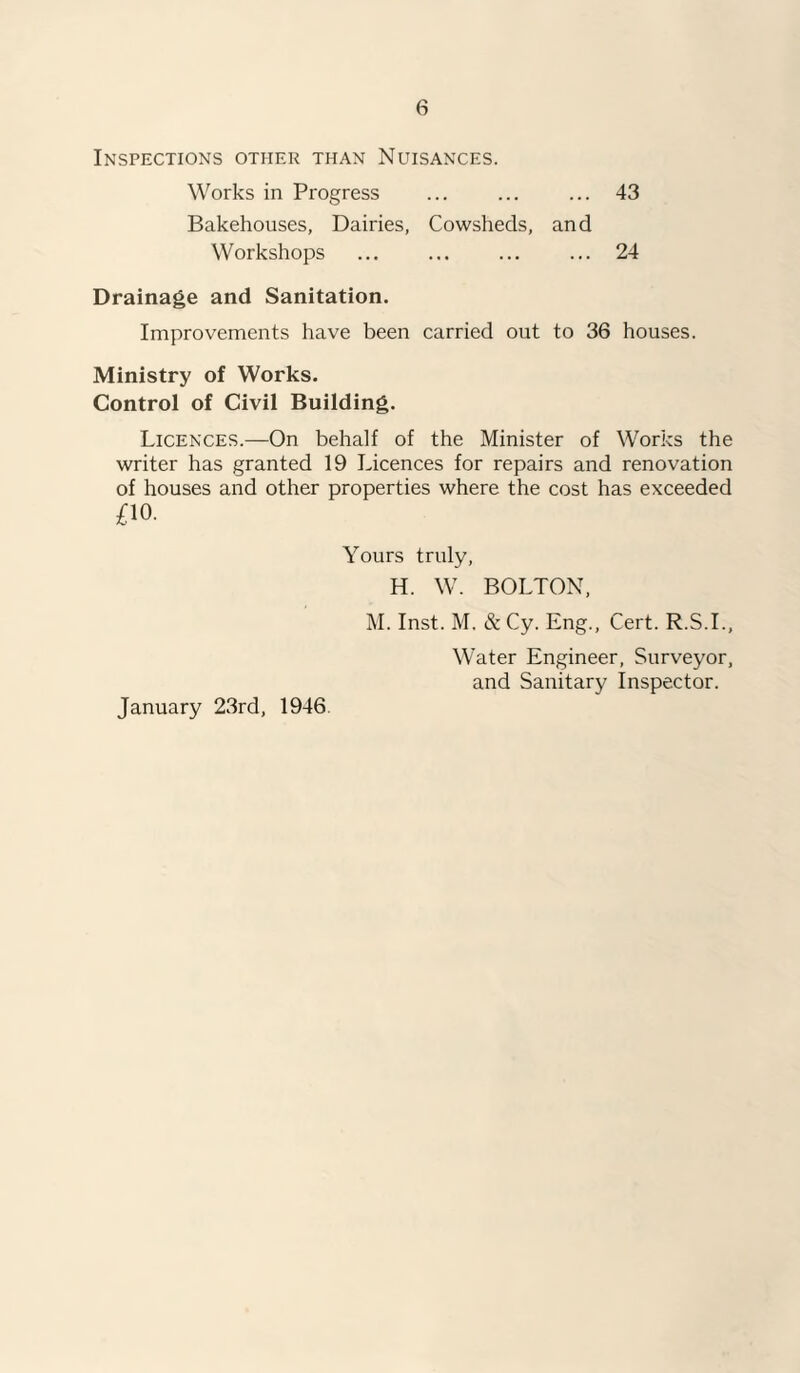 6
INSPECTIONS OTHER THAN NUISANCES.
Works in Progress ... ... ... 43
Bakehouses, Dairies, Cowsheds, and
Workshops ... ... ... ... 24
Drainage and Sanitation.
Improvements have been carried out to 36 houses.
Ministry of Works.
Control of Civil Building.
LICENCES.—On behalf of the Minister of Works the
writer has granted 19 Licences for repairs and renovation
of houses and other properties where the cost has exceeded
£10.
Yours truly,
H. W. BOLTON,
M. Inst. M. & Cy. Eng., Cert. R.S.I.,
Water Engineer, Surveyor,
and Sanitary Inspector.
January 23rd, 1946.